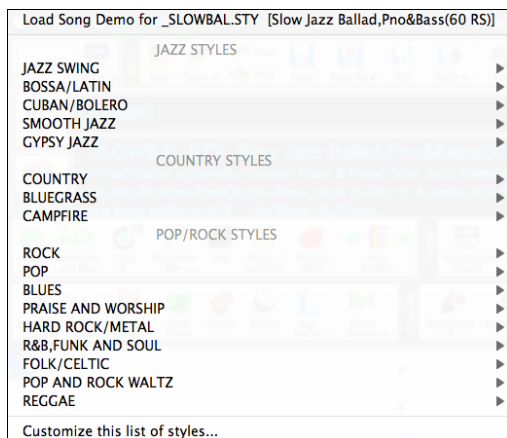 Load Song Demo for _SLOWBAL.STY [Slow Jazz Ballad,Pno&Bass(60 RS)]
JAZZ STYLES
JAZZ SWING
BOSSA/LATIN
CUBAN/BOLERO
SMOOTH JAZZ
GYPSY JAZZ
COUNTRY STYLES
COUNTRY
BLUEGRASS
CAMPFIRE
POP/ROCK STYLES
ROCK
POP
BLUES
PRAISE AND WORSHIP
HARD ROCK/METAL
R&B,FUNK AND SOUL
FOLK/CELTIC
POP AND ROCK WALTZ
REGGAE
Customize this list of styles...